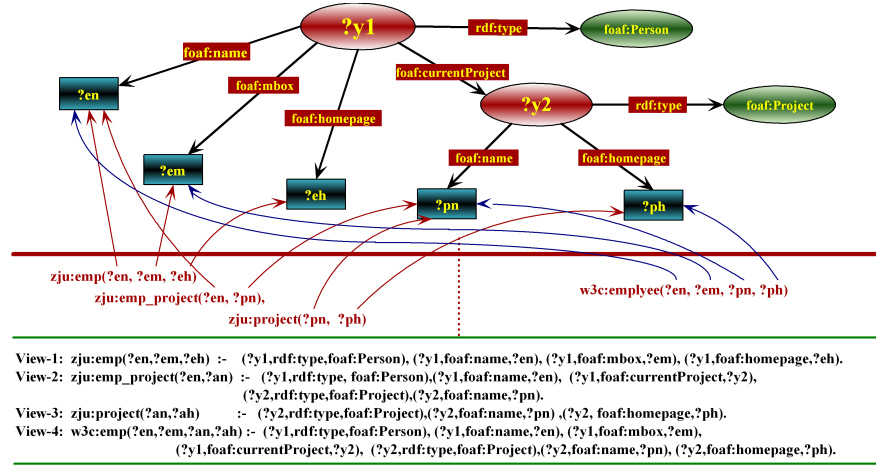 ?y1
rdf:type
foaf:Person
foaf:name
foaf:mbox
foaf:currentProject
?en
?y2
rdf:type
foaf:Project
foaf:homepage
foaf:name
foaf:homepage
?em
?eh
?pn
?ph
zju:emp(?en, ?em, ?eh)
zju:emp_project(?en, ?pn),
zju:project(?pn, ?ph)
w3c:emplyee(?en, ?em, ?pn, ?ph)
View-1: zju:emp(?en,?em,?eh) :- (?y1,rdf:type,foaf:Person), (?y1,foaf:name,?en), (?y1,foaf:mbox,?em), (?y1,foaf:homepage,?eh).
View-2: zju:emp_project(?en,?an) :- (?y1,rdf:type, foaf:Person),(?y1,foaf:name,?en), (?y1,foaf:currentProject,?y2),
(?y2,rdf:type,foaf:Project),(?y2,foaf:name,?pn).
View-3: zju:project(?an,?ah) :- (?y2,rdf:type,foaf:Project),(?y2,foaf:name,?pn) ,(?y2, foaf:homepage,?ph).
View-4: w3c:emp(?en,?em,?an,?ah) :- (?y1,rdf:type,foaf:Person), (?y1,foaf:name,?en), (?y1,foaf:mbox,?em),
(?y1,foaf:currentProject,?y2), (?y2,rdf:type,foaf:Project),(?y2,foaf:name,?pn), (?y2,foaf:homepage,?ph).